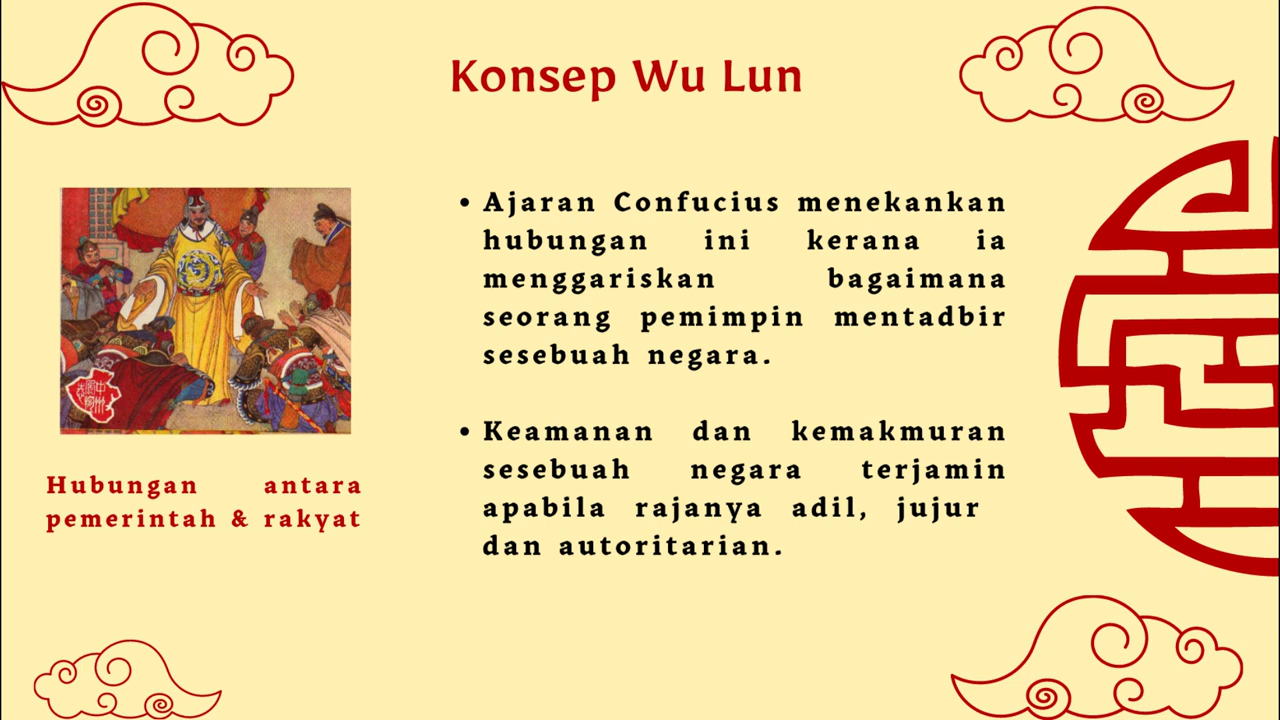 Konsep Wu Lun
Hubungan antara
pemerintah & rakyat
• Ajaran Confucius menekankan
hubungan ini kerana ia
menggariskan bagaimana
seorang pemimpin mentadbir
sesebuah negara.
• Keamanan dan kemakmuran
sesebuah negara terjamin
apabila rajanya adil, jujur
dan autoritarian.